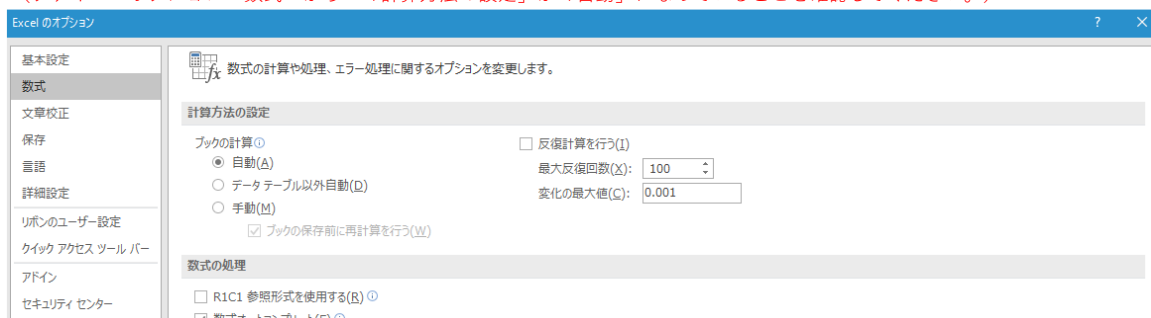 Excel のオプション
?
×
基本設定
数式
文章校正
保存
言語
詳細設定
リボンのユーザー設定
クイック アクセス ツール バー
アドイン
セキュリティ センター
数式の計算や処理、エラー処理に関するオプションを変更します。
計算方法の設定
ブックの計算
自動(A)
データ テーブル以外自動(D)
手動(M)
ブックの保存前に再計算を行う(W)
反復計算を行う(I)
最大反復回数(X): 100
変化の最大値(C): 0.001
数式の処理
R1C1 参照形式を使用する(R)